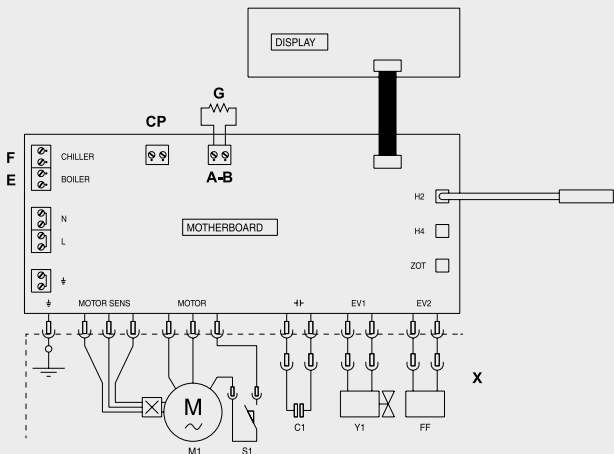 DISPLAY
G
CP
F CHILLER
A-B
E BOILER
H2
N
MOTHERBOARD
L
H4
ZOT
MOTOR SENS MOTOR EV1 EV2
X
M
~
C1 Y1 FF
M1 S1